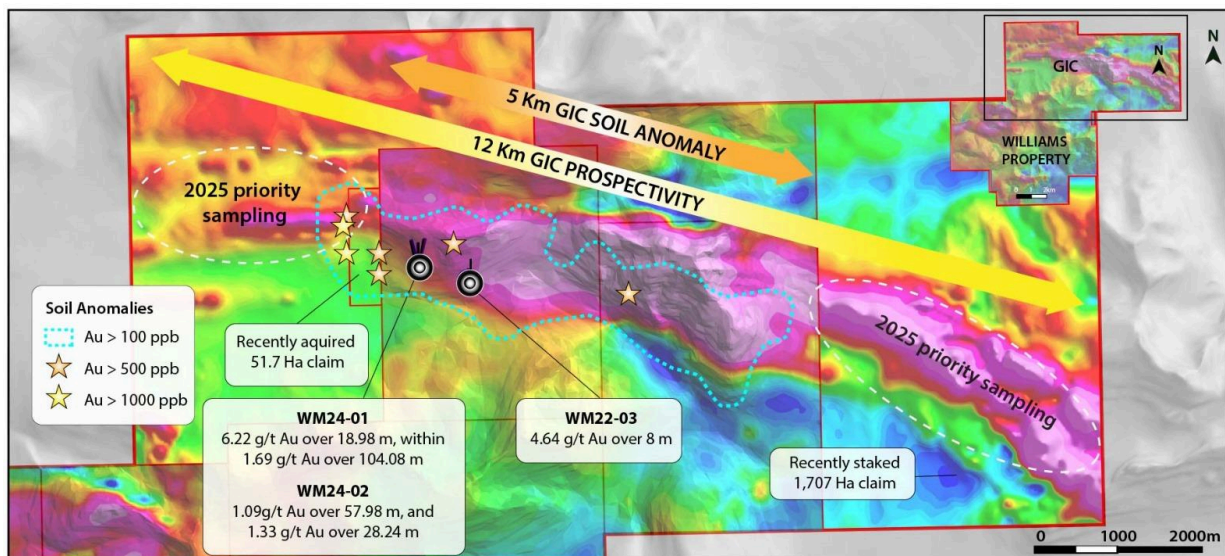 5 Km GIC SOIL ANOMALY
12 Km GIC PROSPECTIVITY
N
N
GIC
WILLIAMS
PROPERTY
2025 priority
sampling
Soil Anomalies
Au > 100 ppb
Au > 500 ppb
Au > 1000 ppb
Recently aquired
51.7 Ha claim
WM24-01
6.22 g/t Au over 18.98 m, within
1.69 g/t Au over 104.08 m
WM24-02
1.09g/t Au over 57.98 m, and
1.33 g/t Au over 28.24 m
WM22-03
4.64 g/t Au over 8 m
2025 priority sampling
Recently staked
1,707 Ha claim
0 1000 2000m